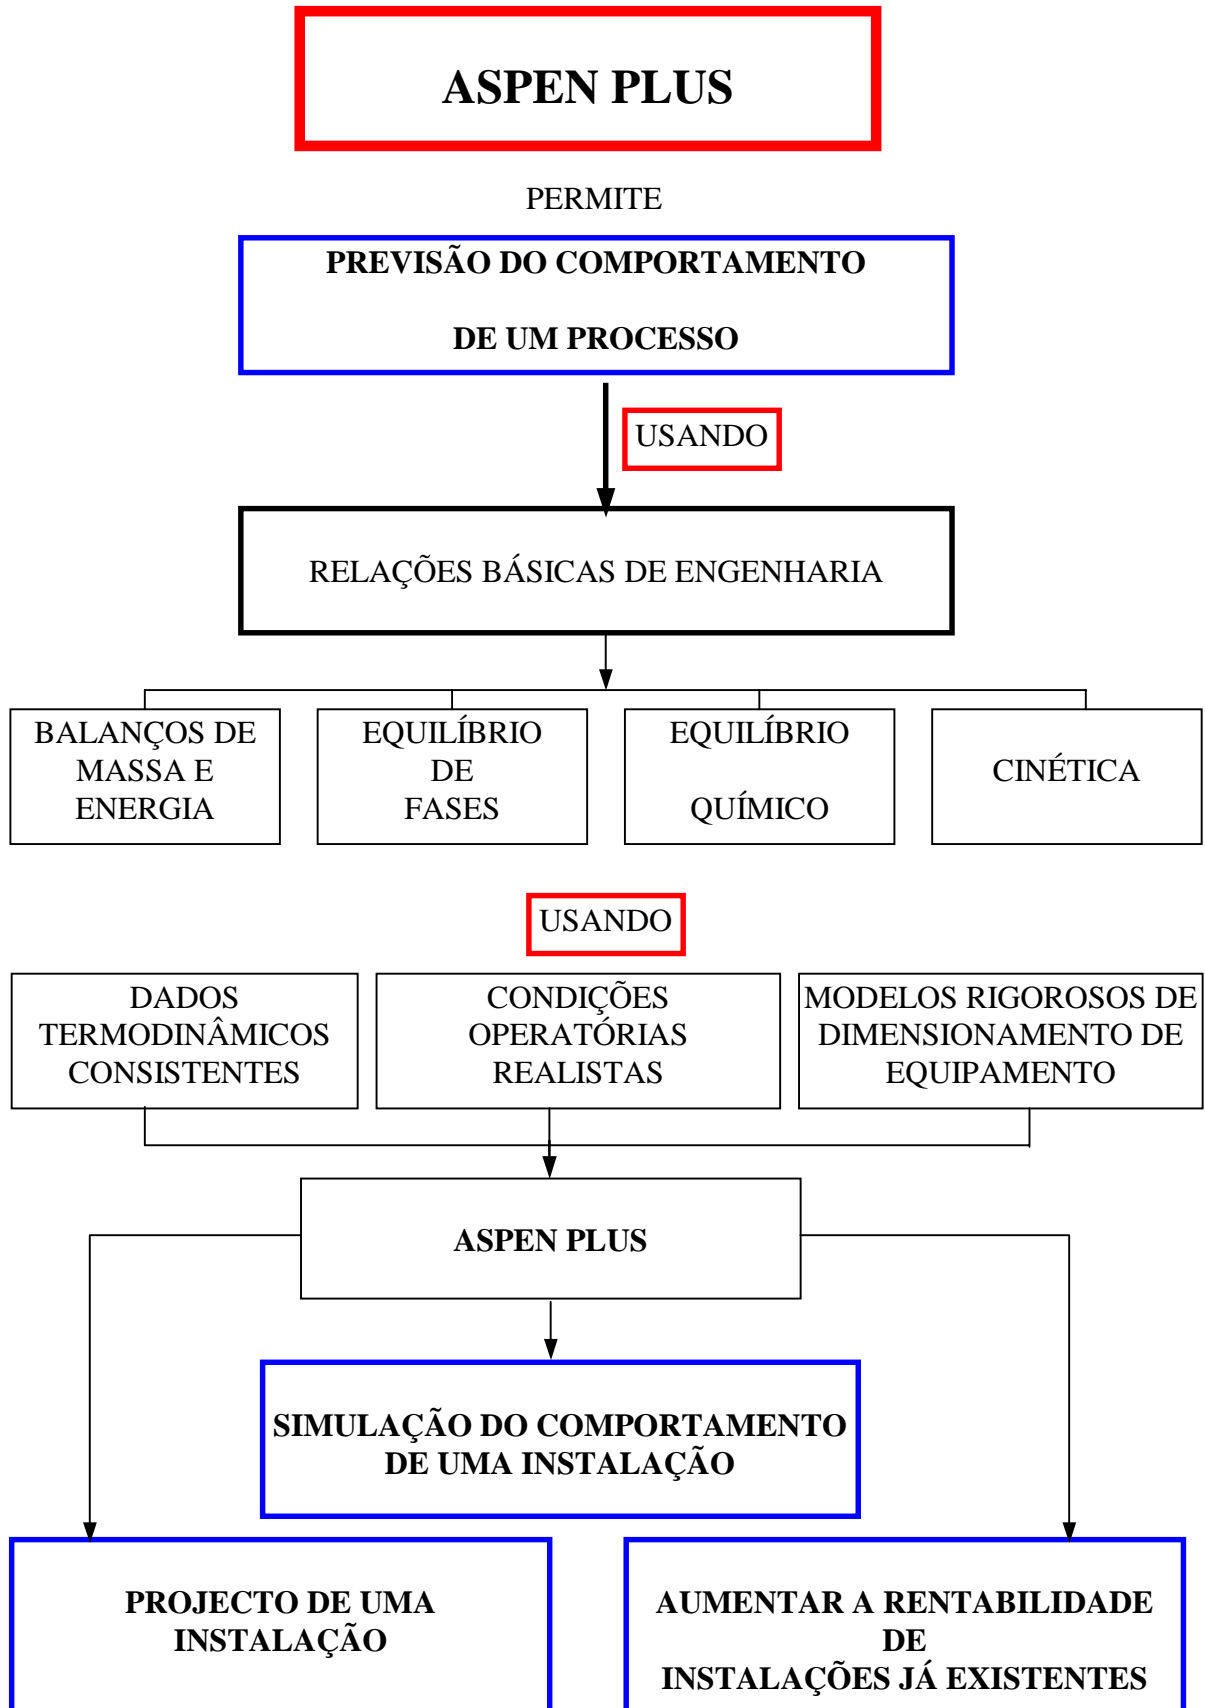 ASPEN PLUS
PERMITE
PREVISÃO DO COMPORTAMENTO
DE UM PROCESSO
USANDO
RELAÇÕES BÁSICAS DE ENGENHARIA
BALANÇOS DE
MASSA E
ENERGIA
EQUILÍBRIO
DE
FASES
EQUILÍBRIO
QUÍMICO
CINÉTICA
USANDO
DADOS
TERMODINÂMICOS
CONSISTENTES
CONDIÇÕES
OPERATÓRIAS
REALISTAS
MODELOS RIGOROSOS DE
DIMENSIONAMENTO DE
EQUIPAMENTO
ASPEN PLUS
SIMULAÇÃO DO COMPORTAMENTO
DE UMA INSTALAÇÃO
PROJECTO DE UMA
INSTALAÇÃO
AUMENTAR A RENTABILIDADE
DE
INSTALAÇÕES JÁ EXISTENTES